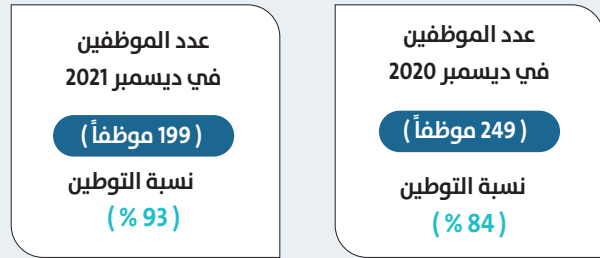 عدد الموظفين
في ديسمبر 2020
( 249 موظفاً )
نسبة التوطين
( % 84 )
عدد الموظفين
في ديسمبر 2021
( 199 موظفاً )
نسبة التوطين
( % 93 )